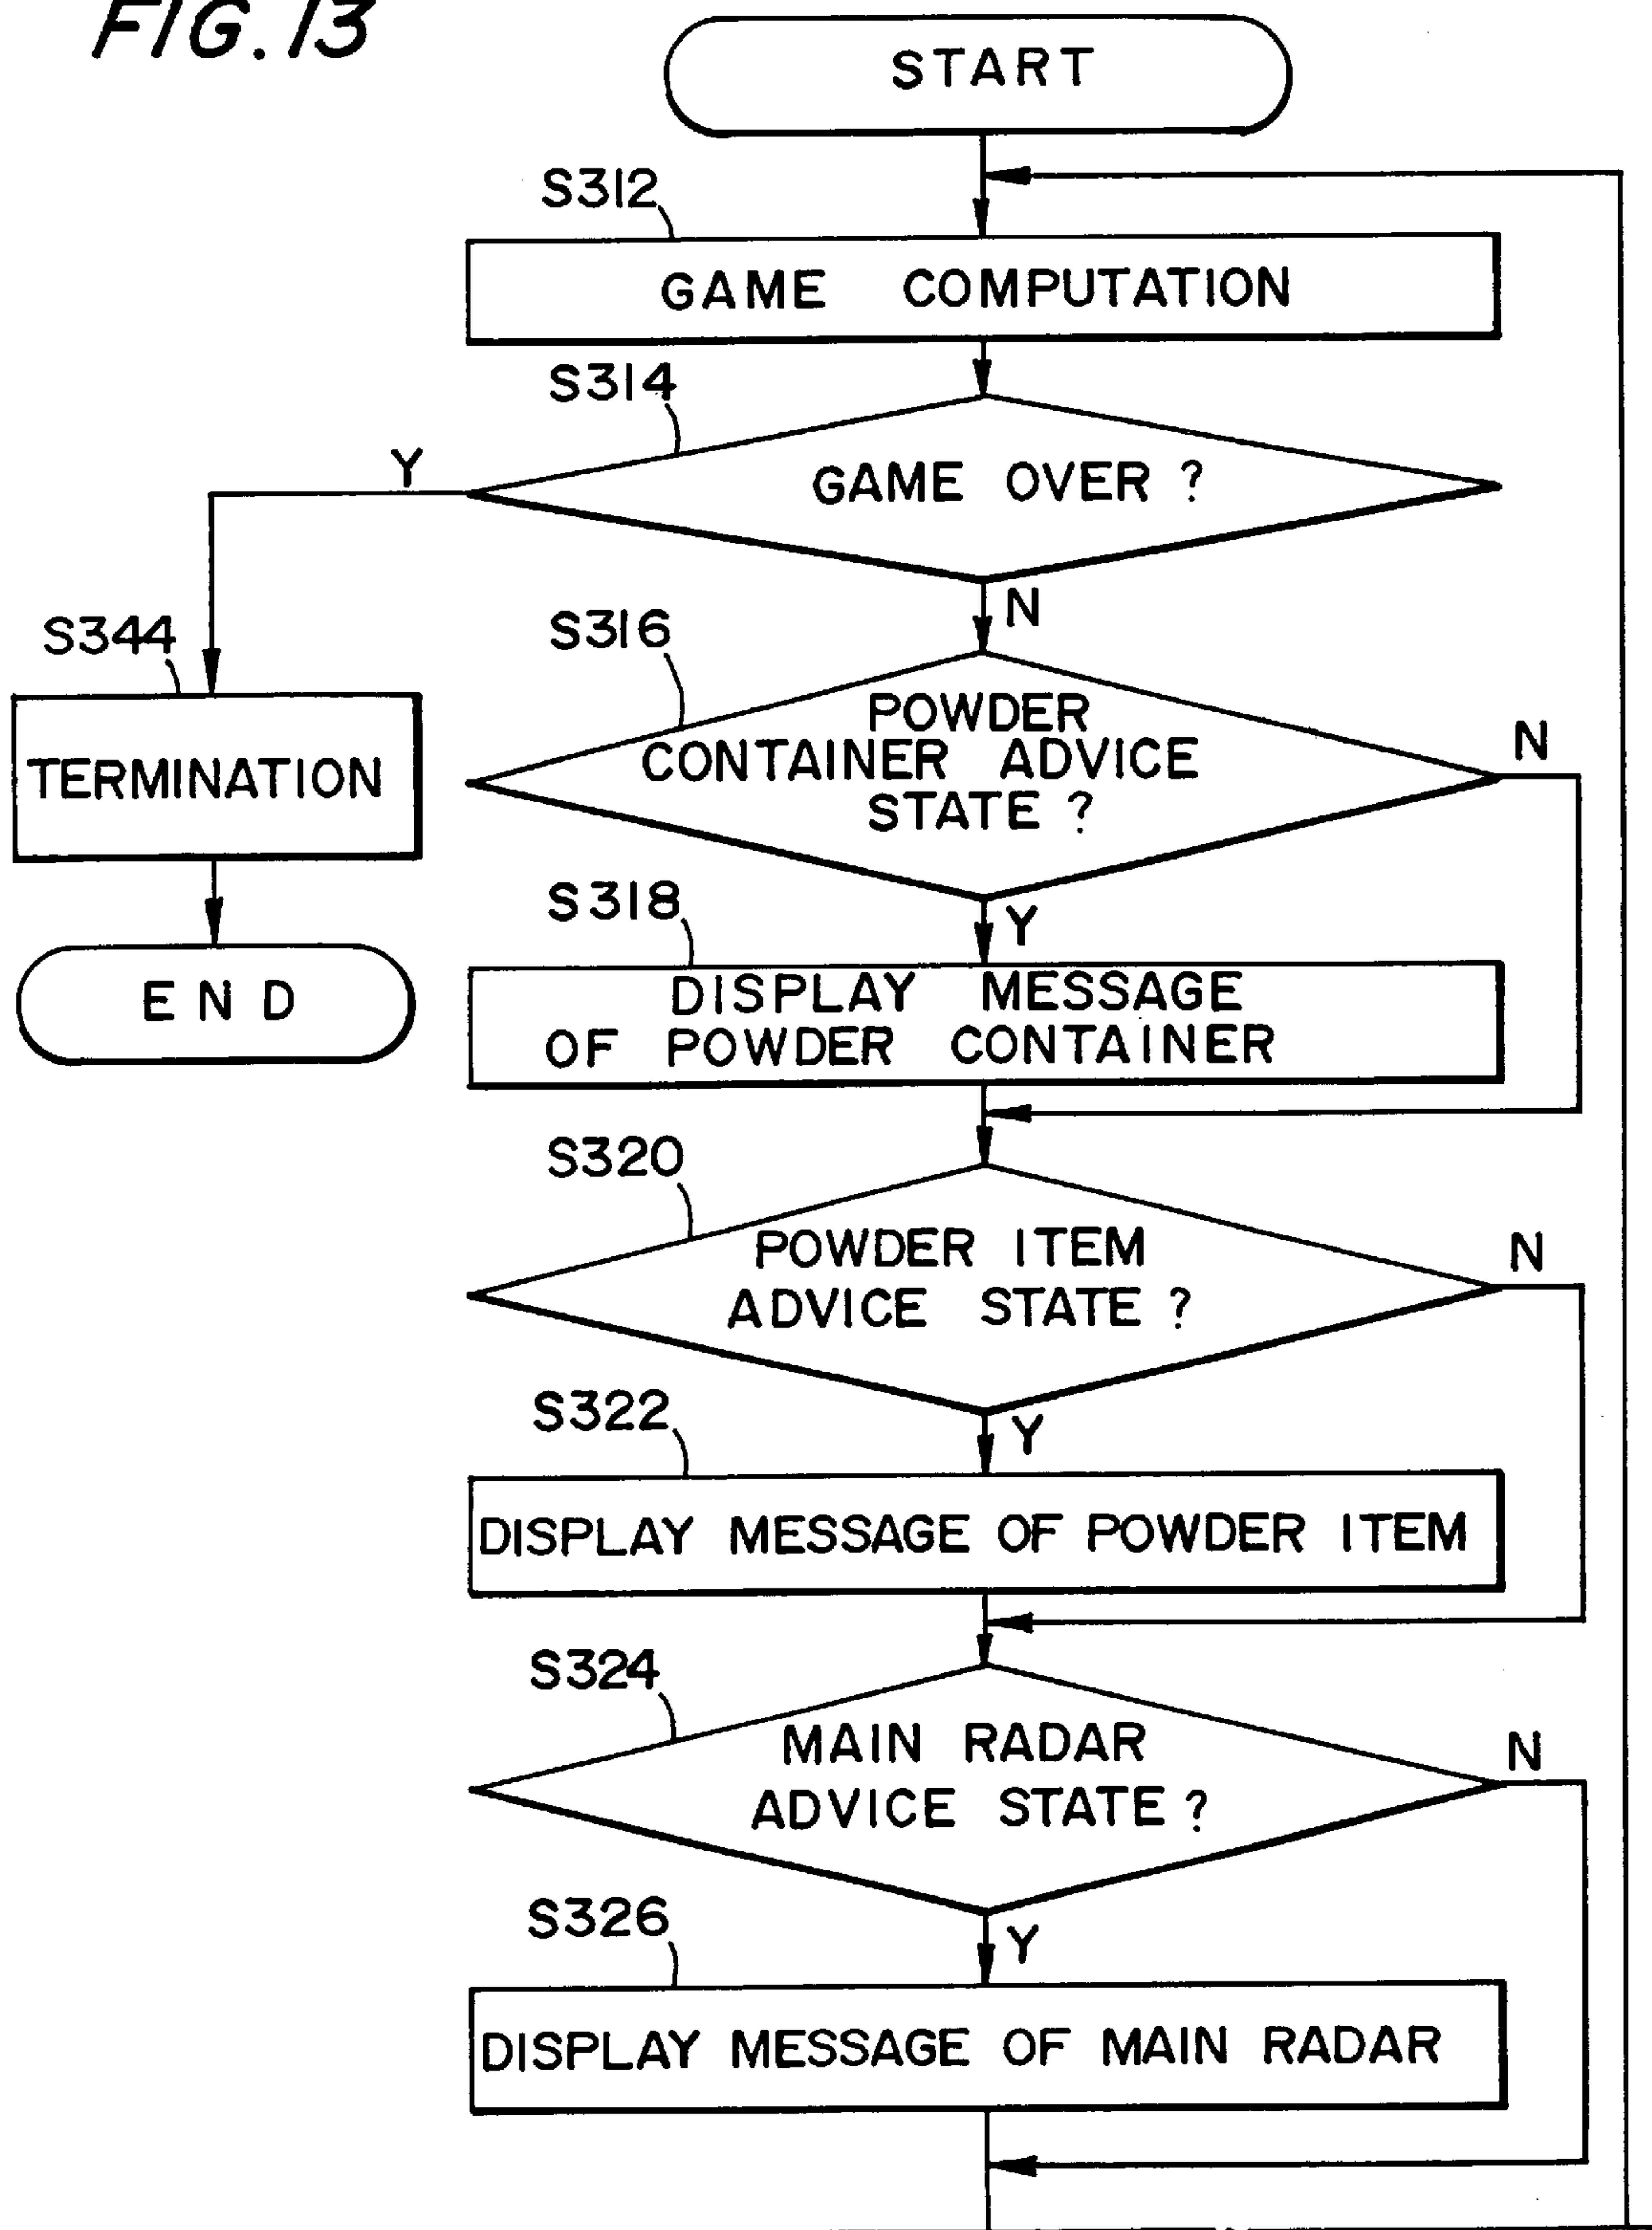 FIG. 13
START
S312
GAME COMPUTATION
S314
GAME OVER ?
Y
N
S344
TERMINATION
END
S316
POWDER
CONTAINER ADVICE
STATE ?
N
Y
S318
DISPLAY MESSAGE
OF POWDER CONTAINER
S320
POWDER ITEM
ADVICE STATE ?
N
Y
S322
DISPLAY MESSAGE OF POWDER ITEM
S324
MAIN RADAR
ADVICE STATE ?
N
Y
S326
DISPLAY MESSAGE OF MAIN RADAR